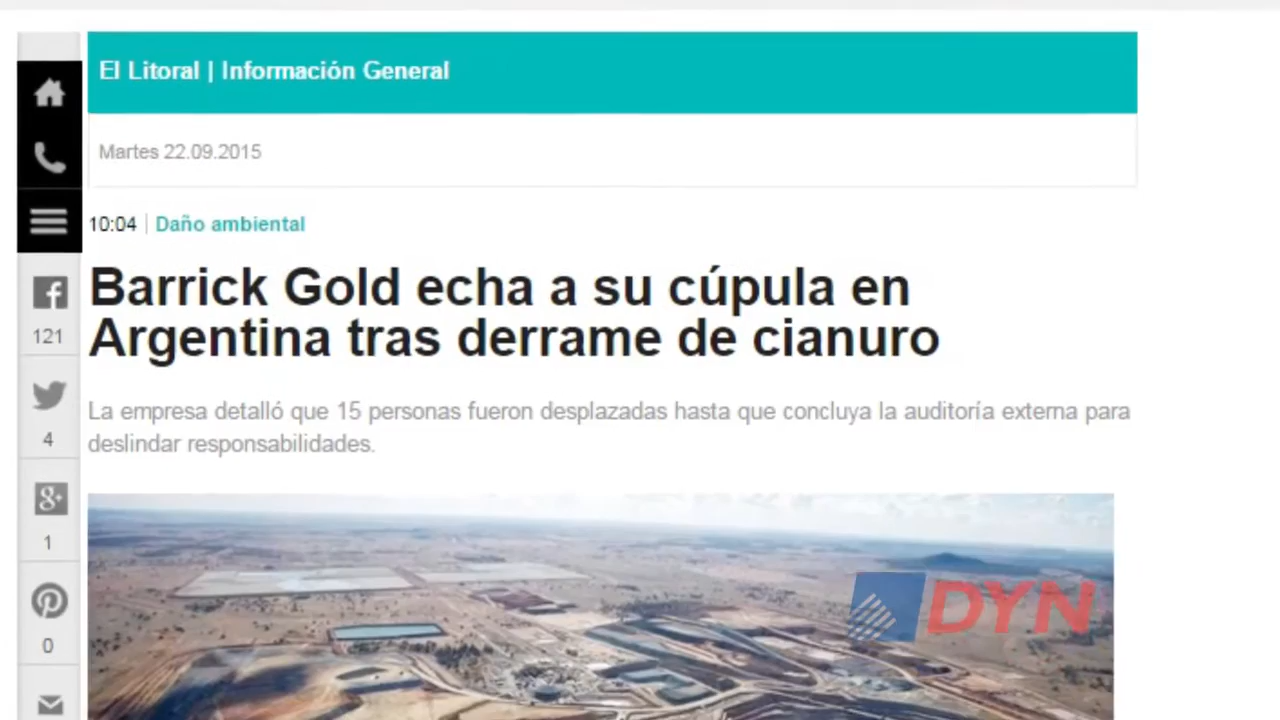 El Litoral | Información General
Martes 22.09.2015
10:04 | Daño ambiental
Barrick Gold echa a su cúpula en
Argentina tras derrame de cianuro
La empresa detalló que 15 personas fueron desplazadas hasta que concluya la auditoría externa para
deslindar responsabilidades.
121
4
8+
1
0
DYN